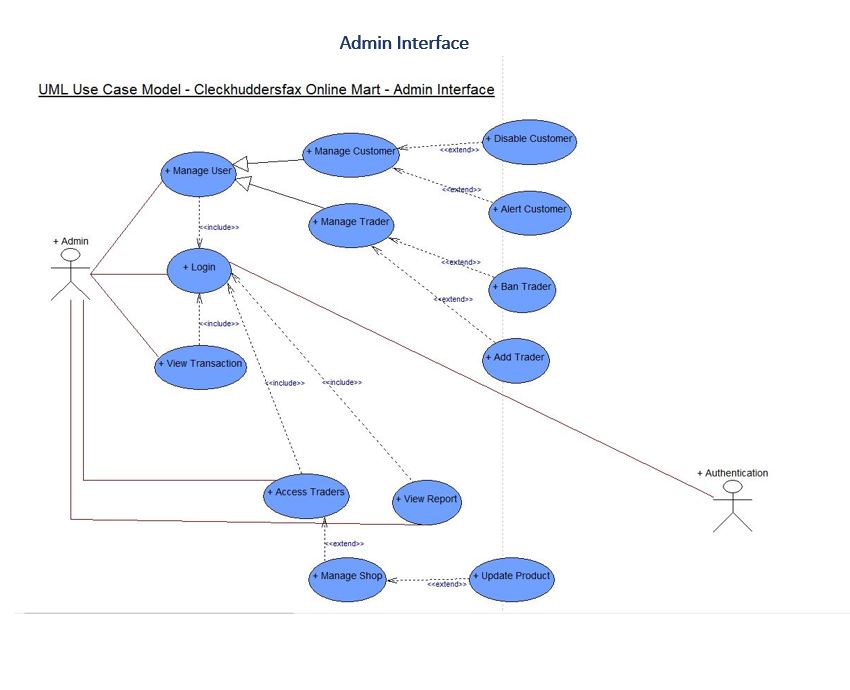 Admin Interface
UML Use Case Model - Cleckhuddersfax Online Mart - Admin Interface
+ Disable Customer
+ Manage Customer
<<extend>>
+ Manage User
<<extend>>
+ Alert Customer
+ Manage Trader
<<include>>
+ Admin
<<extend>>
+ Login
+ Ban Trader
<<extend>>
<<include>>
+ Add Trader
+ View Transaction
<<include>>
<<include>>
+ Authentication
+ Access Traders
+ View Report
<<extend>>
+ Manage Shop
+ Update Product
<<extend>>